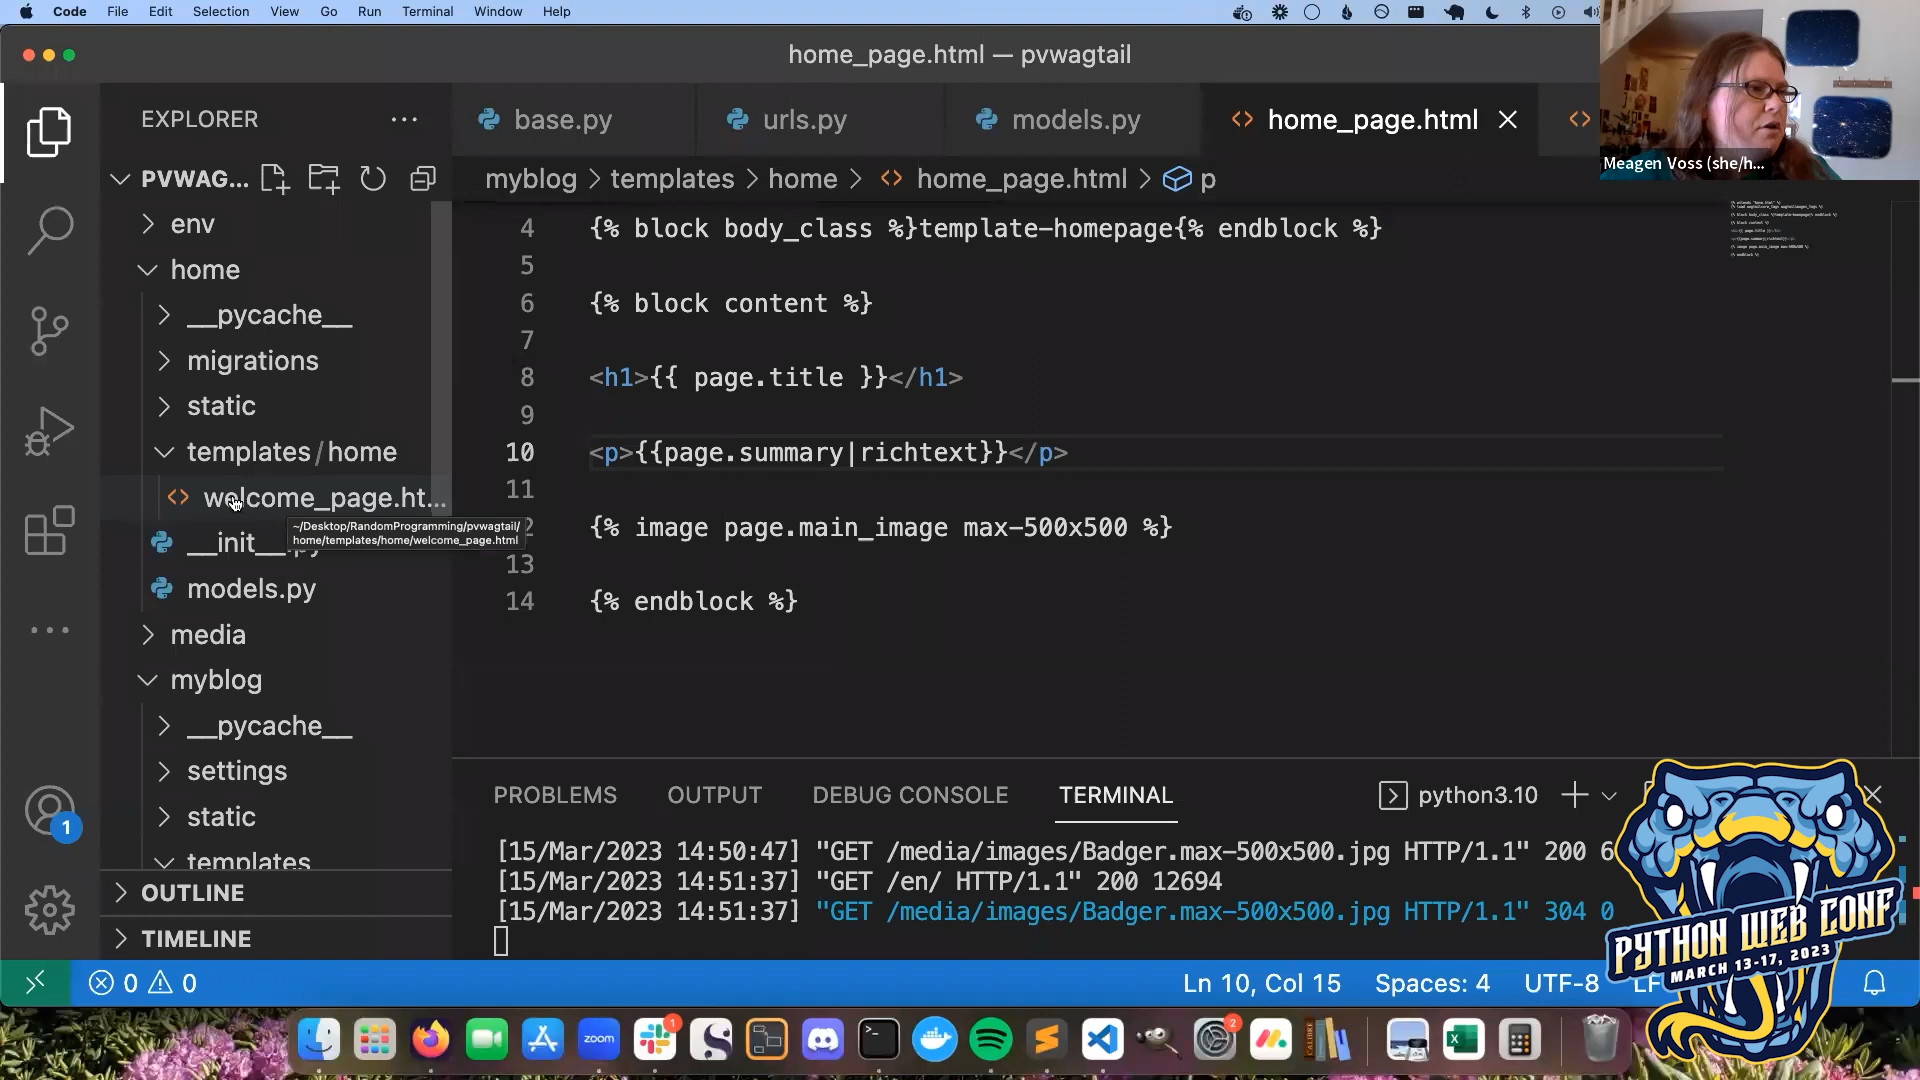 Code File Edit Selection View Go Run Terminal Window Help
home_page.html — pvwagtail
Meagen Voss (she/h...
EXPLORER
base.py
urls.py
models.py
home_page.html
PVWAG...
myblog > templates > home > home_page.html > p
env
home
__pycache__
migrations
static
templates/home
welcome_page.ht...
~/Desktop/RandomProgramming/pvwagtail/
home/templates/home/welcome_page.html
models.py
media
myblog
__pycache__
settings
static
templates
OUTLINE
TIMELINE
4 {% block body_class %}template-homepage{% endblock %}
5
6 {% block content %}
7
8 <h1>{{ page.title }}</h1>
9
10 <p>{{page.summary|richtext}}</p>
11
{% image page.main_image max-500x500 %}
13
14 {% endblock %}
PROBLEMS OUTPUT DEBUG CONSOLE TERMINAL python3.10
[15/Mar/2023 14:50:47] "GET /media/images/Badger.max-500x500.jpg HTTP/1.1" 200 6
[15/Mar/2023 14:51:37] "GET /en/ HTTP/1.1" 200 12694
[15/Mar/2023 14:51:37] "GET /media/images/Badger.max-500x500.jpg HTTP/1.1" 304 0
1
0 0
Ln 10, Col 15 Spaces: 4 UTF-8 LF
PYTHON WEB CONF
MARCH 13-17, 2023
zoom
1
2